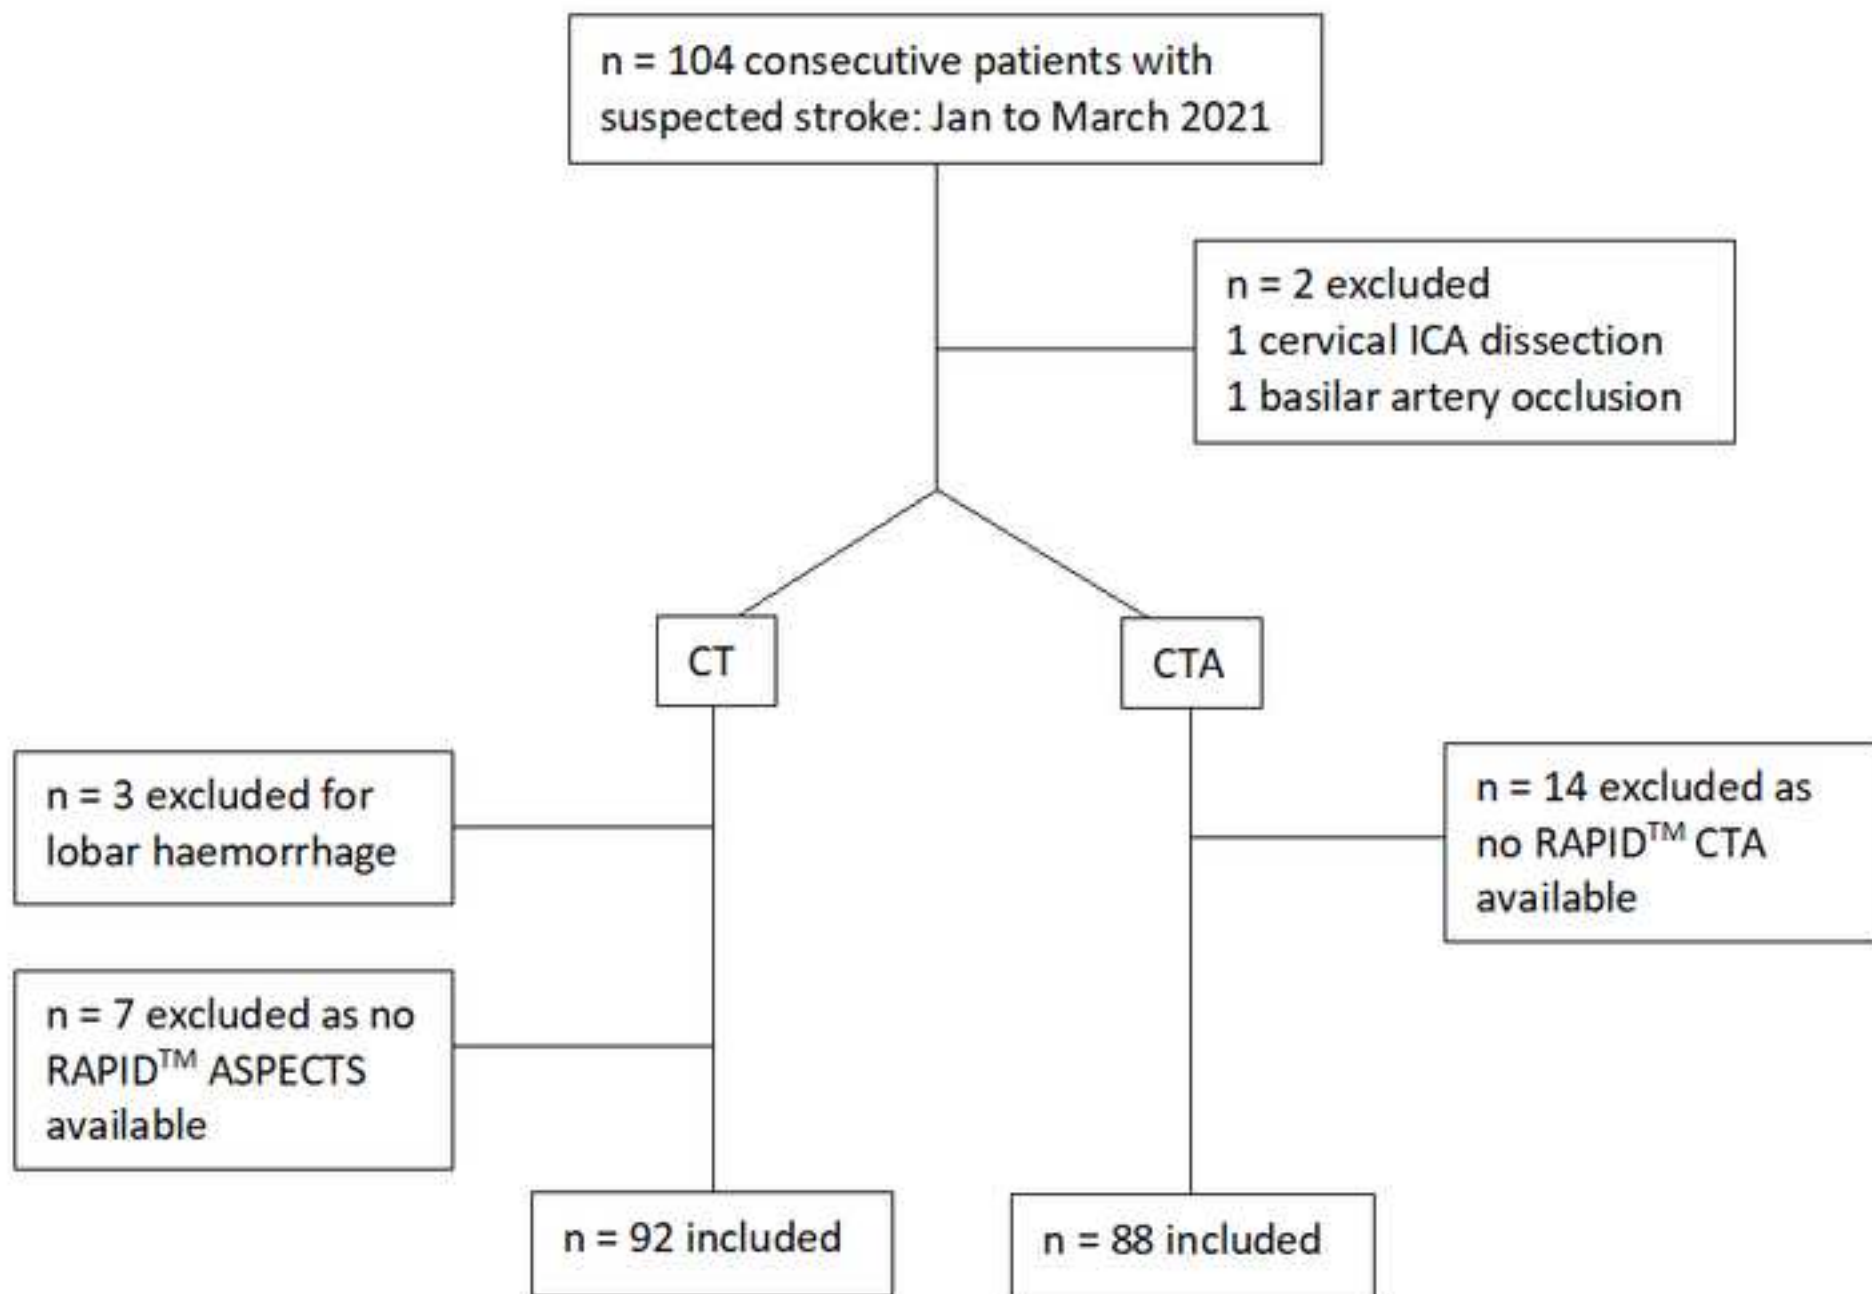 n = 104 consecutive patients with
suspected stroke: Jan to March 2021
n = 2 excluded
1 cervical ICA dissection
1 basilar artery occlusion
CT
CTA
n = 3 excluded for
lobar haemorrhage
n = 14 excluded as
no RAPID™ CTA
available
n = 7 excluded as no
RAPID™ ASPECTS
available
n = 92 included
n = 88 included